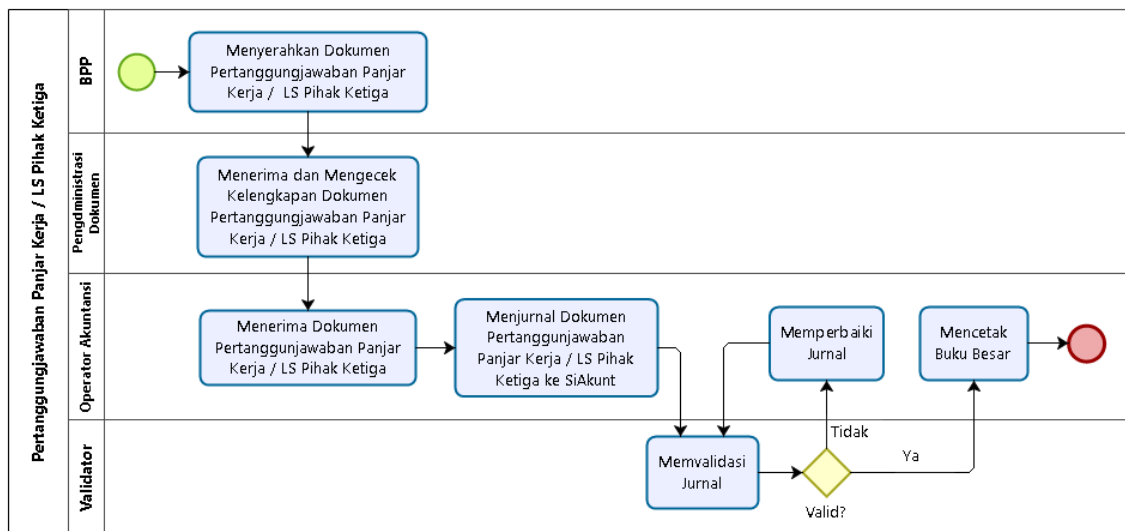 Pertanggungjawaban Panjar Kerja / LS Pihak Ketiga
BPP
Menyerahkan Dokumen
Pertanggungjawaban Panjar
Kerja / LS Pihak Ketiga
Pengdministrasi
Dokumen
Menerima dan Mengecek
Kelengkapan Dokumen
Pertanggungjawaban Panjar
Kerja / LS Pihak Ketiga
Operator Akuntansi
Menerima Dokumen
Pertanggunjawaban Panjar
Kerja / LS Pihak Ketiga
Menjurnal Dokumen
Pertanggunjawaban
Panjar Kerja / LS Pihak
Ketiga ke SiAkunt
Memperbaiki
Jurnal
Mencetak
Buku Besar
Validator
Memvalidasi
Jurnal
Tidak
Ya
Valid?